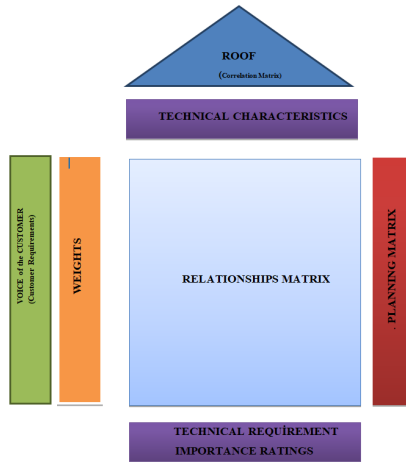 ROOF
(Correlation Matrix)
TECHNICAL CHARACTERISTICS
VOICE of the CUSTOMER
(Customer Requirements)
WEIGHTS
RELATIONSHIPS MATRIX
. PLANNING MATRIX
TECHNICAL REQUİREMENT
IMPORTANCE RATINGS